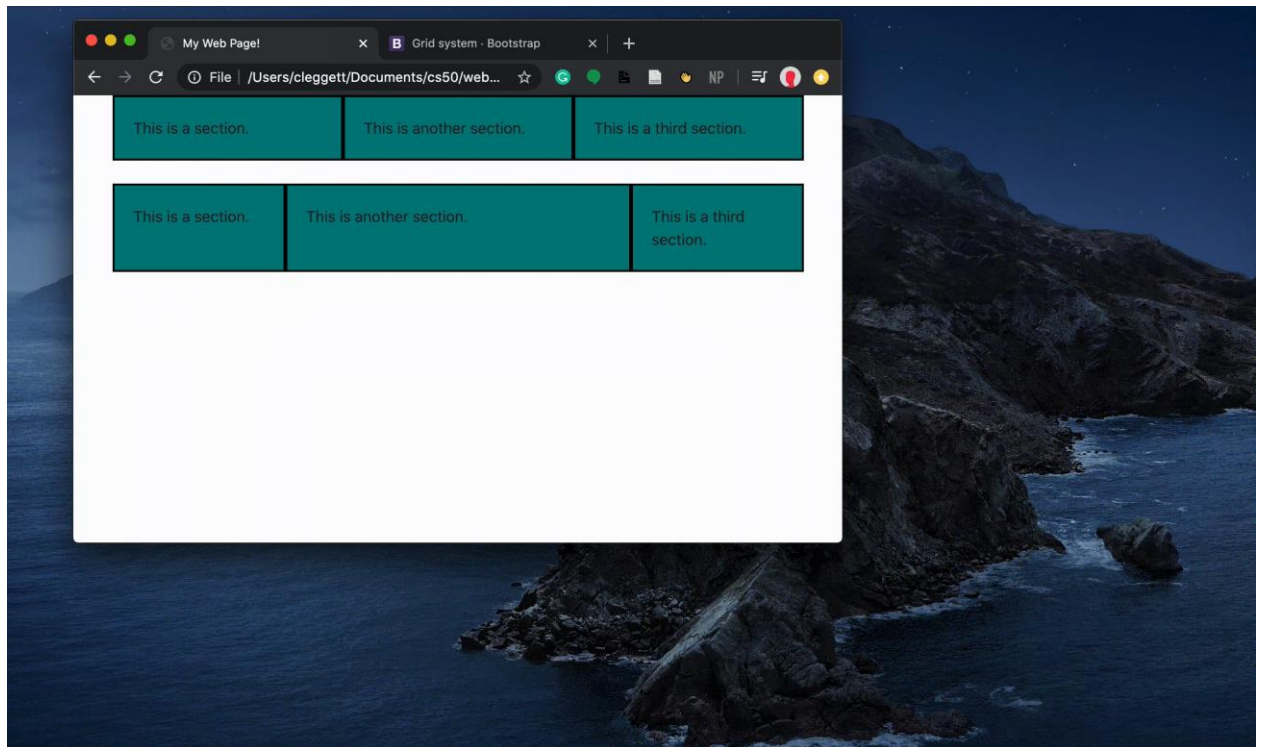 My Web Page!
B Grid system · Bootstrap
File | /Users/cleggett/Documents/cs50/web...
NP
This is a section.
This is another section.
This is a third section.
This is a section.
This is another section.
This is a third
section.